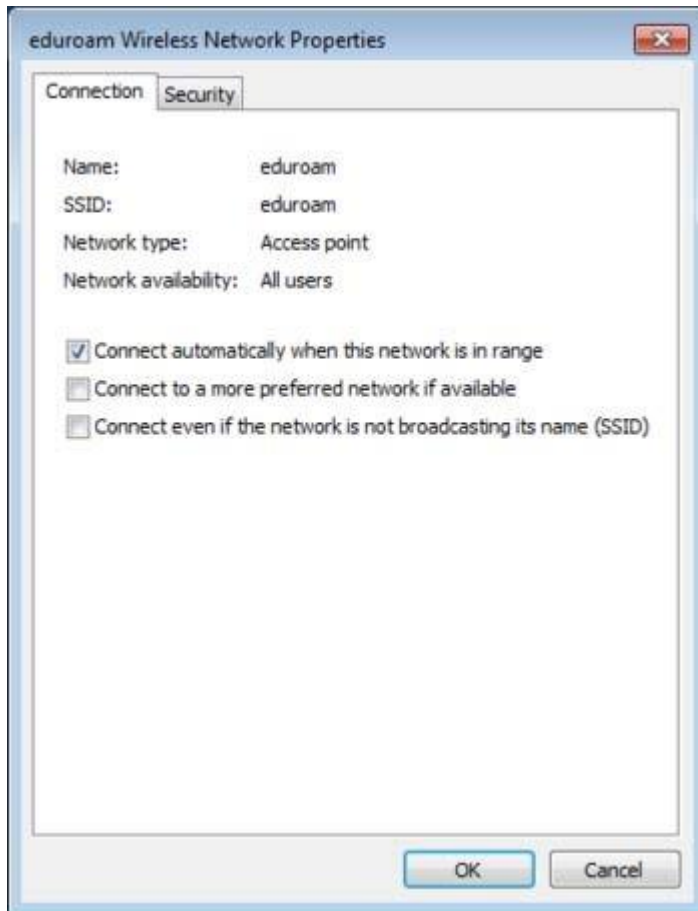 eduroam Wireless Network Properties
Connection Security
Name: eduroam
SSID: eduroam
Network type: Access point
Network availability: All users
Connect automatically when this network is in range
Connect to a more preferred network if available
Connect even if the network is not broadcasting its name (SSID)
OK Cancel